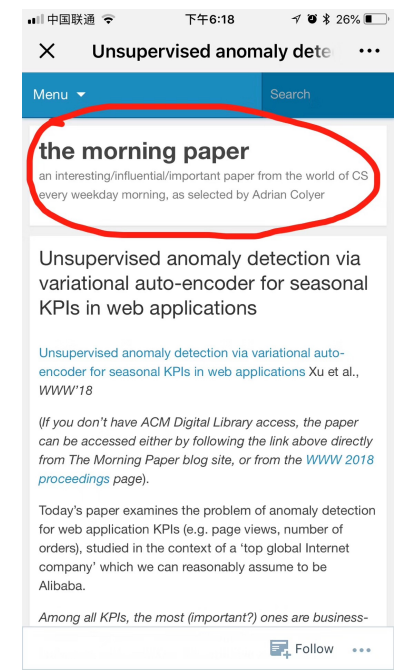 中国联通 下午6:18 26%
Unsupervised anomaly dete
Menu Search
the morning paper
an interesting/influential/important paper from the world of CS
every weekday morning, as selected by Adrian Colyer
Unsupervised anomaly detection via
variational auto-encoder for seasonal
KPIs in web applications
Unsupervised anomaly detection via variational auto-
encoder for seasonal KPIs in web applications Xu et al.,
WWW'18
(If you don't have ACM Digital Library access, the paper
can be accessed either by following the link above directly
from The Morning Paper blog site, or from the WWW 2018
proceedings page).
Today's paper examines the problem of anomaly detection
for web application KPIs (e.g. page views, number of
orders), studied in the context of a ‘top global Internet
company’ which we can reasonably assume to be
Alibaba.
Among all KPIs, the most (important?) ones are business-
Follow